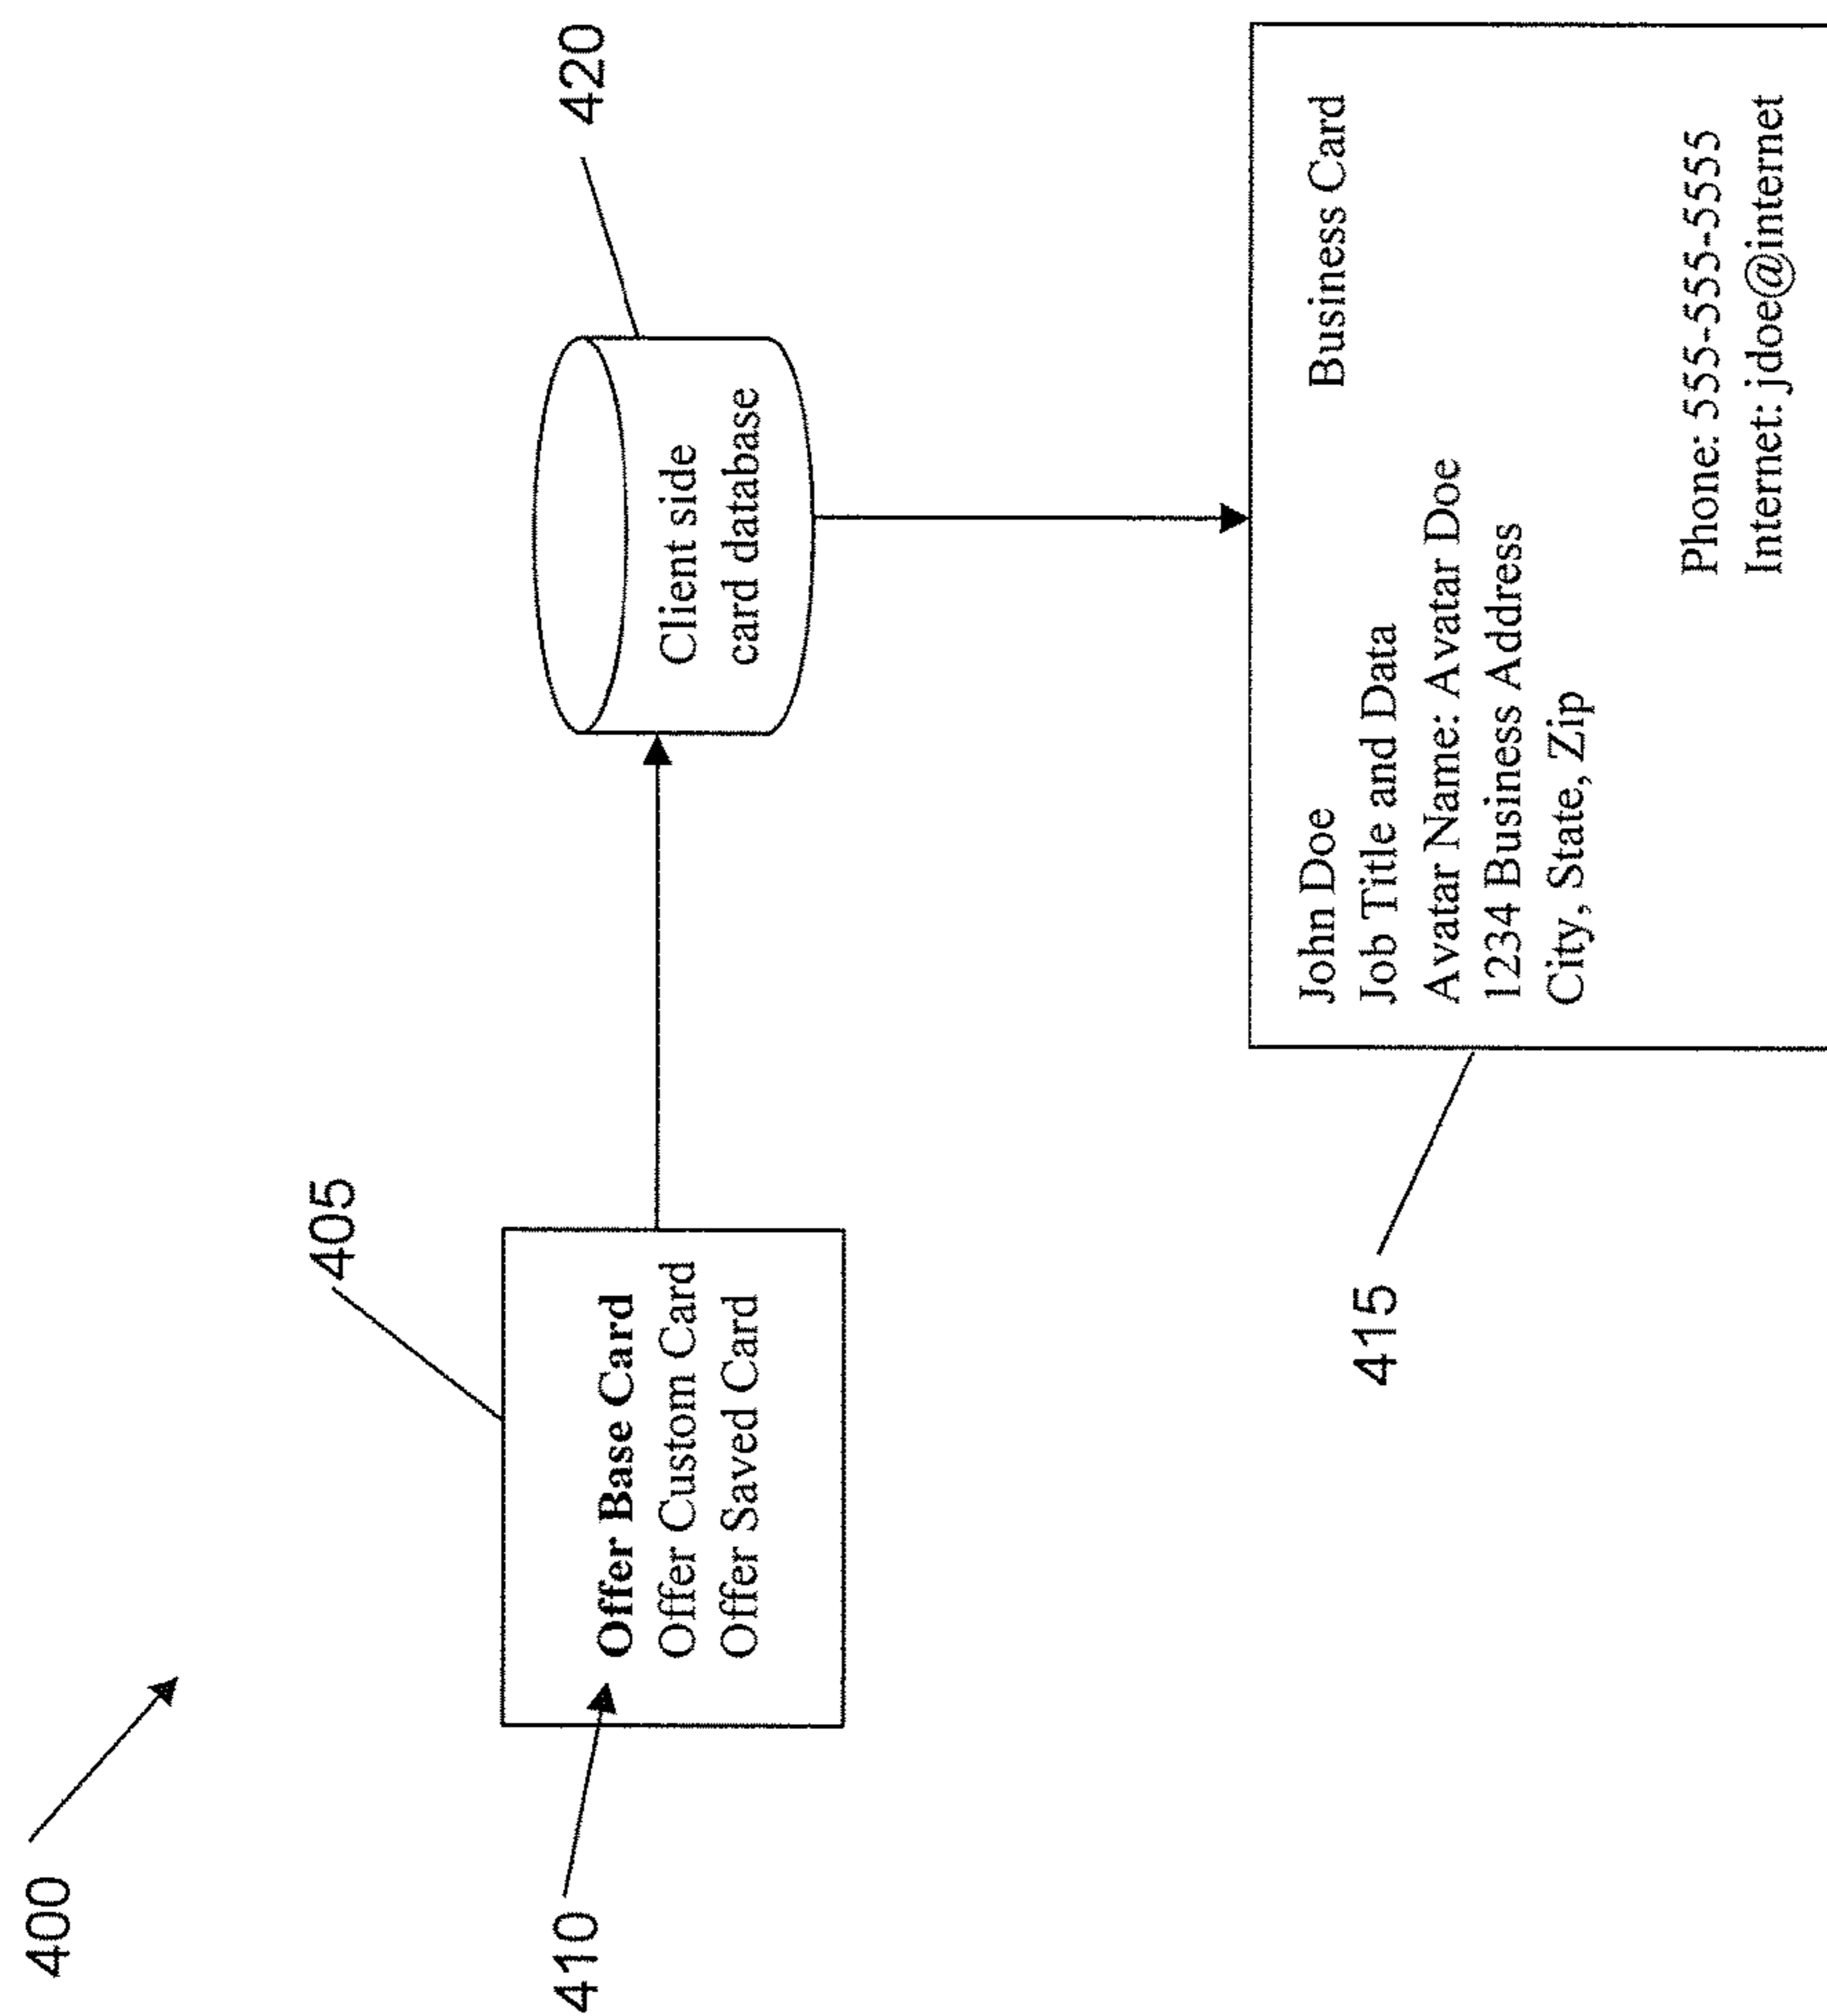 400
405
420
410
Offer Base Card
Offer Custom Card
Offer Saved Card
Client side
card database
415
John Doe
Business Card
Job Title and Data
Avatar Name: Avatar Doe
1234 Business Address
City, State, Zip
Phone: 555-555-5555
Internet: jdoe@internet